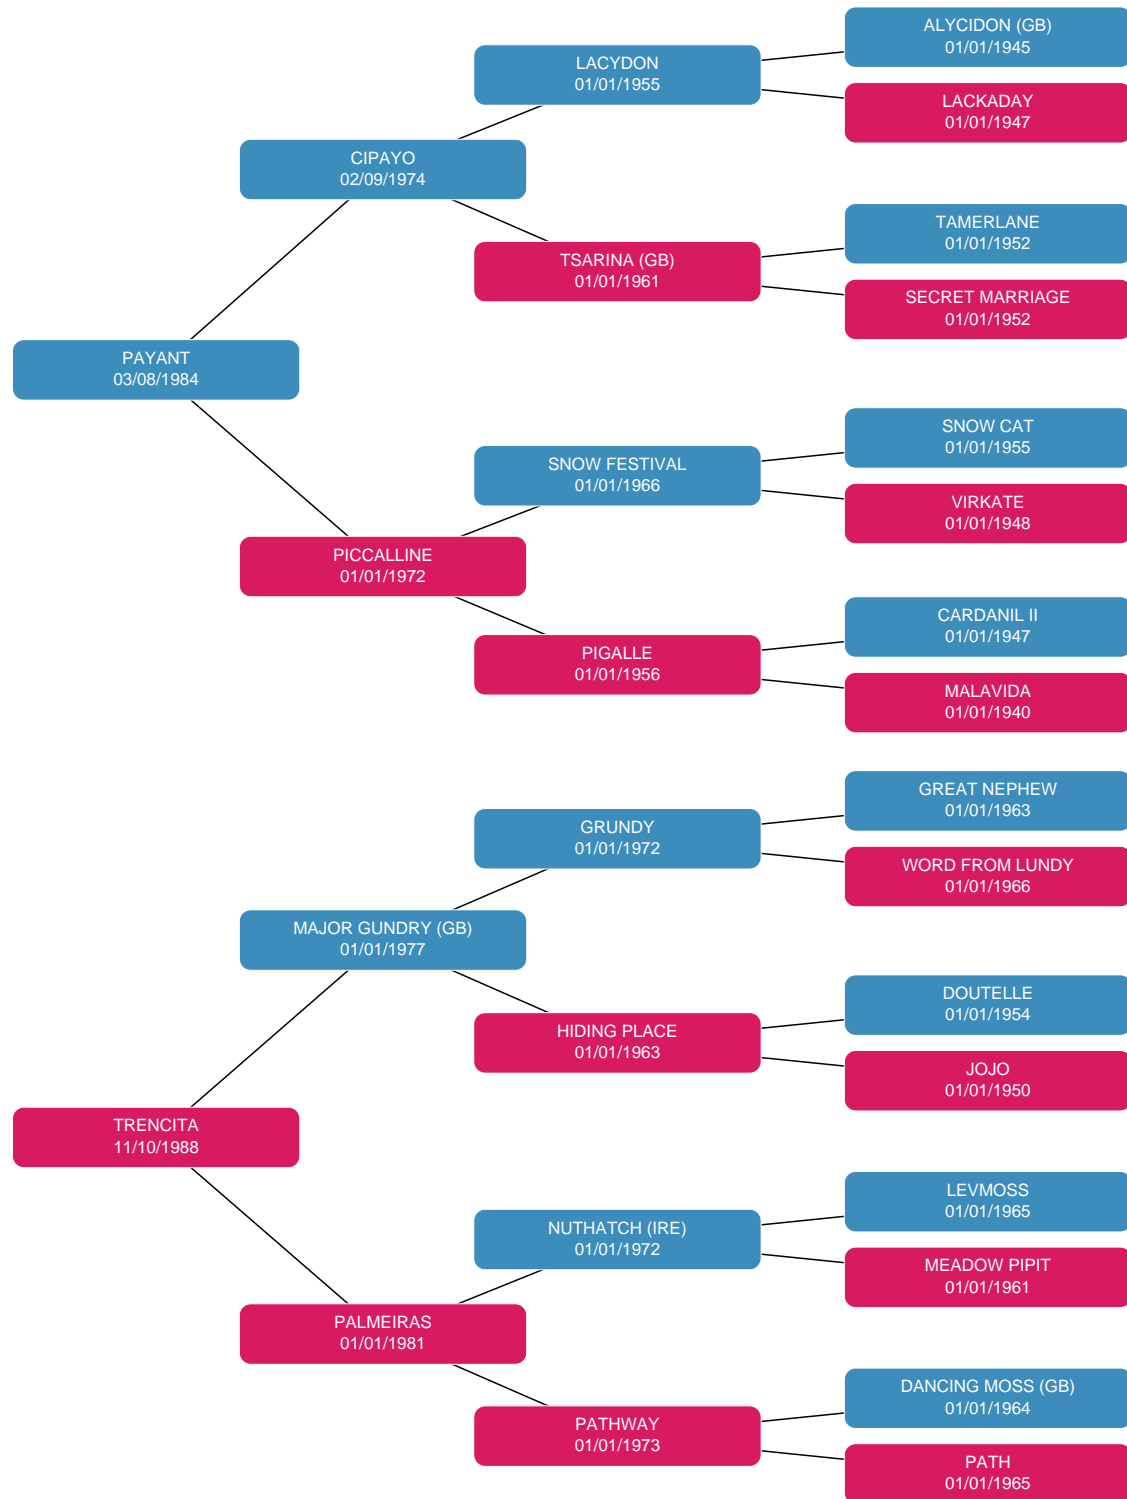 ALYCIDON (GB)
01/01/1945
LACYDON
01/01/1955
LACKADAY
01/01/1947
CIPAYO
02/09/1974
TAMERLANE
01/01/1952
TSARINA (GB)
01/01/1961
SECRET MARRIAGE
01/01/1952
PAYANT
03/08/1984
SNOW CAT
01/01/1955
SNOW FESTIVAL
01/01/1966
VIRKATE
01/01/1948
PICCALLINE
01/01/1972
CARDANIL II
01/01/1947
PIGALLE
01/01/1956
MALAVIDA
01/01/1940
GREAT NEPHEW
01/01/1963
GRUNDY
01/01/1972
WORD FROM LUNDY
01/01/1966
MAJOR GUNDRY (GB)
01/01/1977
DOUTELLE
01/01/1954
HIDING PLACE
01/01/1963
JOJO
01/01/1950
TRENCITA
11/10/1988
LEVMOSS
01/01/1965
NUTHATCH (IRE)
01/01/1972
MEADOW PIPIT
01/01/1961
PALMEIRAS
01/01/1981
DANCING MOSS (GB)
01/01/1964
PATHWAY
01/01/1973
PATH
01/01/1965